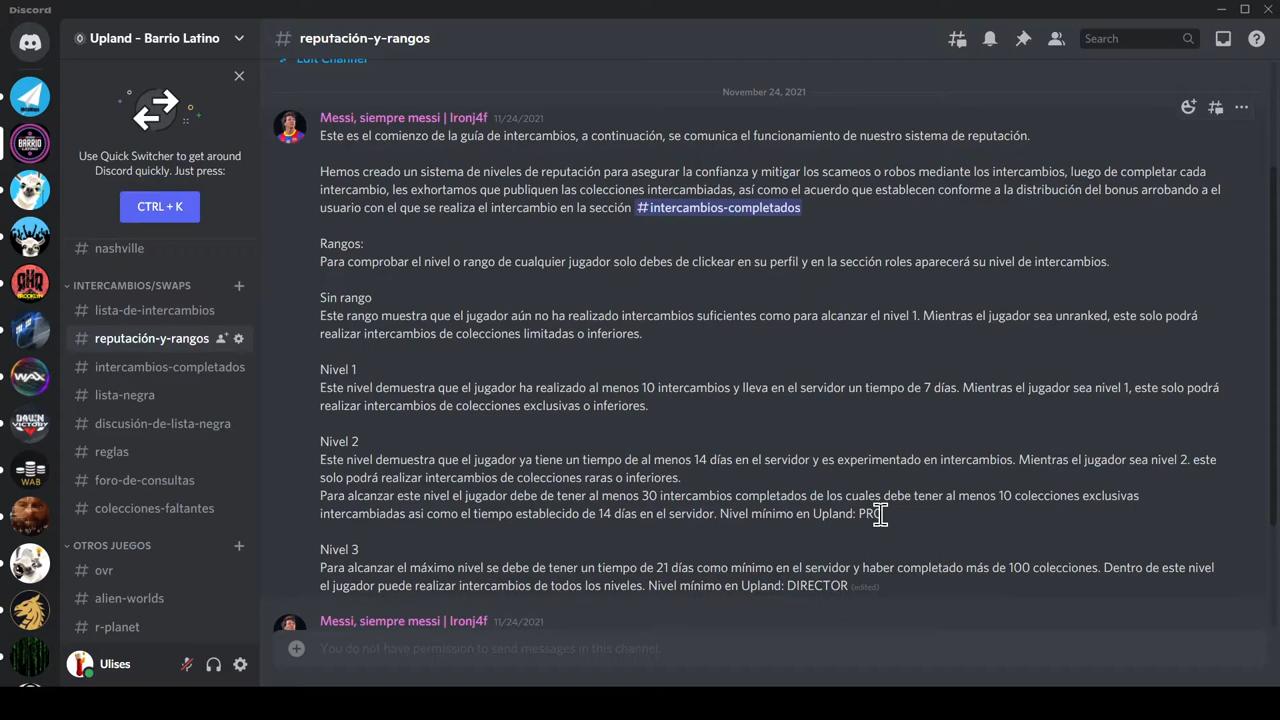 Discord
Upland - Barrio Latino
# reputación-y-rangos
Search
Use Quick Switcher to get around
Discord quickly. Just press:
CTRL + K
# nashville
INTERCAMBIOS/SWAPS
# lista-de-intercambios
# reputación-y-rangos
# intercambios-completados
# lista-negra
# discusión-de-lista-negra
# reglas
# foro-de-consultas
# colecciones-faltantes
OTROS JUEGOS
# ovr
# alien-worlds
# r-planet
Ulises
Edit Channel
November 24, 2021
Messi, siempre messi | Ironj4f 11/24/2021
Este es el comienzo de la guía de intercambios, a continuación, se comunica el funcionamiento de nuestro sistema de reputación.
Hemos creado un sistema de niveles de reputación para asegurar la confianza y mitigar los scameos o robos mediante los intercambios, luego de completar cada
intercambio, les exhortamos que publiquen las colecciones intercambiadas, así como el acuerdo que establecen conforme a la distribución del bonus arrobando a el
usuario con el que se realiza el intercambio en la sección #intercambios-completados
Rangos:
Para comprobar el nivel o rango de cualquier jugador solo debes de clickear en su perfil y en la sección roles aparecerá su nivel de intercambios.
Sin rango
Este rango muestra que el jugador aún no ha realizado intercambios suficientes como para alcanzar el nivel 1. Mientras el jugador sea unranked, este solo podrá
realizar intercambios de colecciones limitadas o inferiores.
Nivel 1
Este nivel demuestra que el jugador ha realizado al menos 10 intercambios y lleva en el servidor un tiempo de 7 días. Mientras el jugador sea nivel 1, este solo podrá
realizar intercambios de colecciones exclusivas o inferiores.
Nivel 2
Este nivel demuestra que el jugador ya tiene un tiempo de al menos 14 días en el servidor y es experimentado en intercambios. Mientras el jugador sea nivel 2. este
solo podrá realizar intercambios de colecciones raras o inferiores.
Para alcanzar este nivel el jugador debe de tener al menos 30 intercambios completados de los cuales debe tener al menos 10 colecciones exclusivas
intercambiadas asi como el tiempo establecido de 14 días en el servidor. Nivel mínimo en Upland: PRO
Nivel 3
Para alcanzar el máximo nivel se debe de tener un tiempo de 21 días como mínimo en el servidor y haber completado más de 100 colecciones. Dentro de este nivel
el jugador puede realizar intercambios de todos los niveles. Nivel mínimo en Upland: DIRECTOR (edited)
Messi, siempre messi | Ironj4f 11/24/2021
You do not have permission to send messages in this channel.
BARRIO
LATINO
BROOKLYN
WAX
WAB